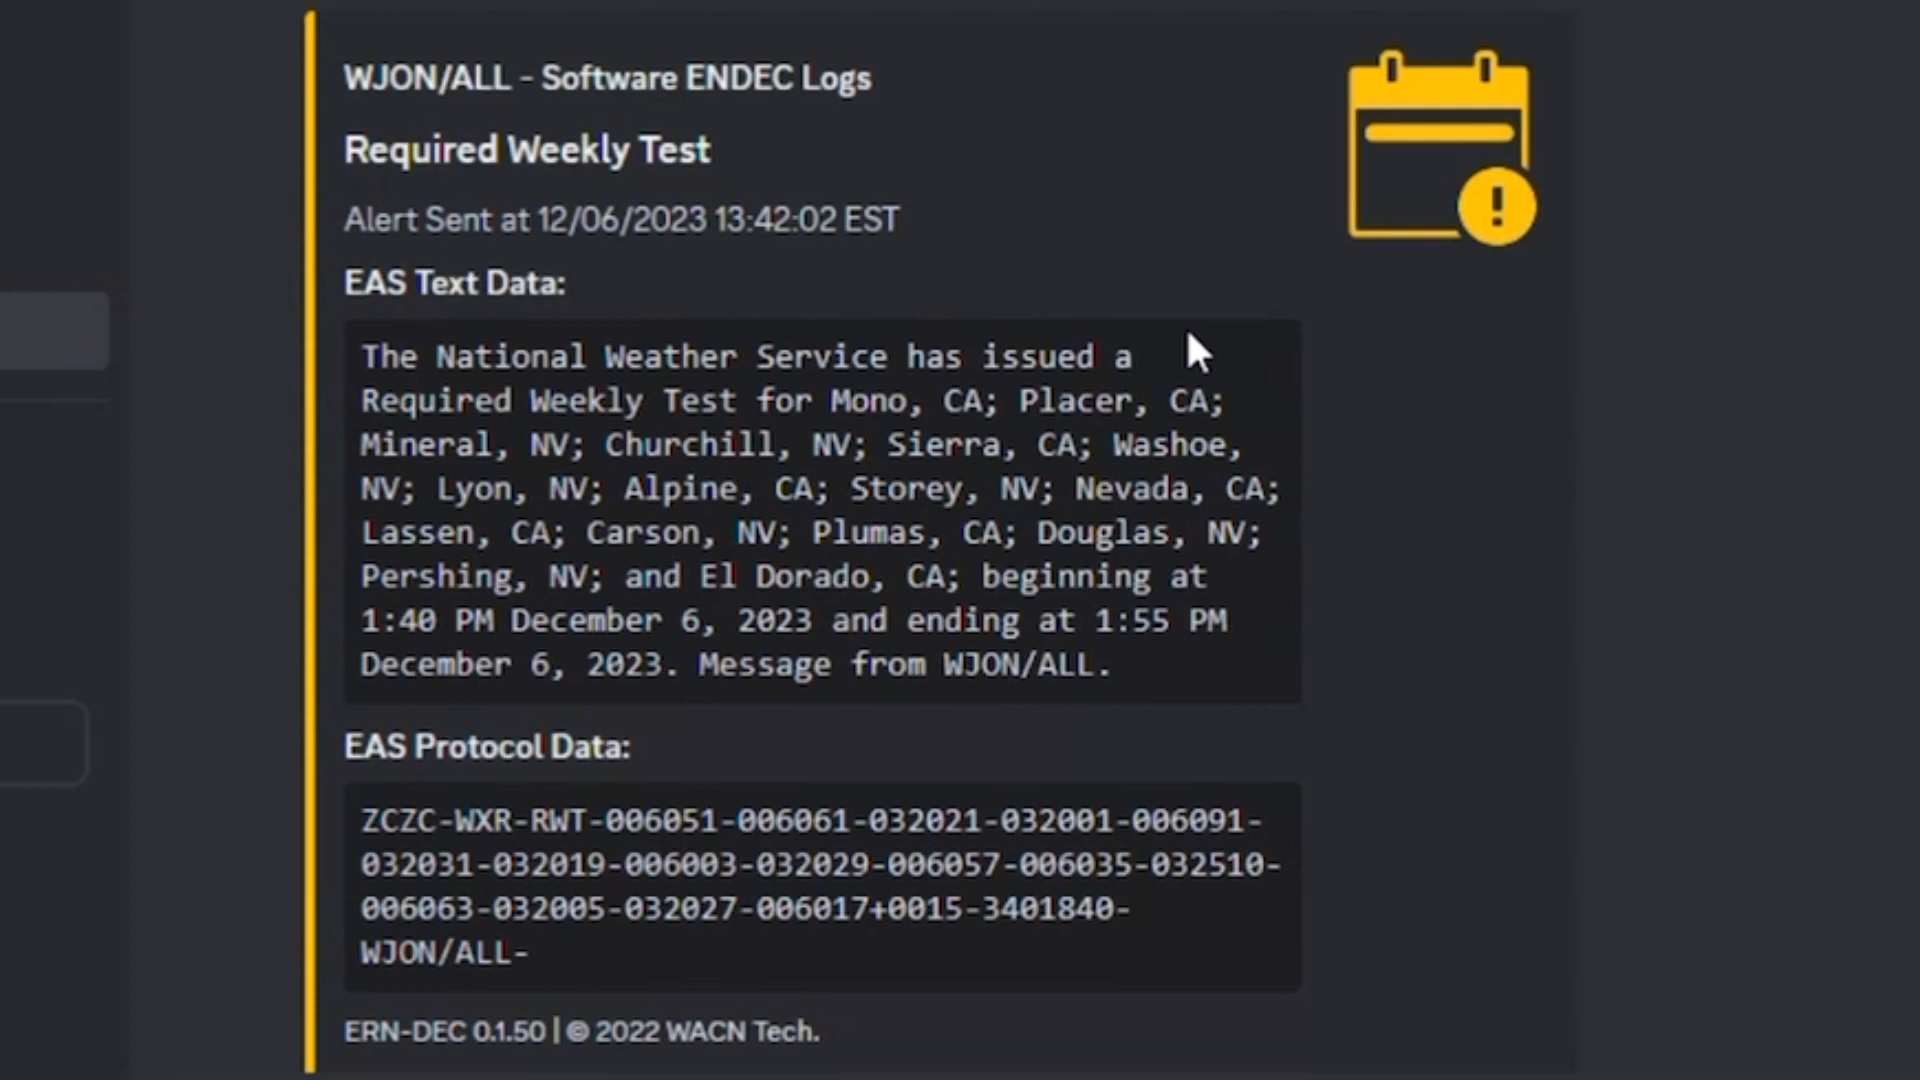 WJON/ALL - Software ENDEC Logs
Required Weekly Test
Alert Sent at 12/06/2023 13:42:02 EST
EAS Text Data:
The National Weather Service has issued a
Required Weekly Test for Mono, CA; Placer, CA;
Mineral, NV; Churchill, NV; Sierra, CA; Washoe,
NV; Lyon, NV; Alpine, CA; Storey, NV; Nevada, CA;
Lassen, CA; Carson, NV; Plumas, CA; Douglas, NV;
Pershing, NV; and El Dorado, CA; beginning at
1:40 PM December 6, 2023 and ending at 1:55 PM
December 6, 2023. Message from WJON/ALL.
EAS Protocol Data:
ZCZC-WXR-RWT-006051-006061-032021-032001-006091-
032031-032019-006003-032029-006057-006035-032510-
006063-032005-032027-006017+0015-3401840-
WJON/ALL-
ERN-DEC 0.1.50 | © 2022 WACN Tech.